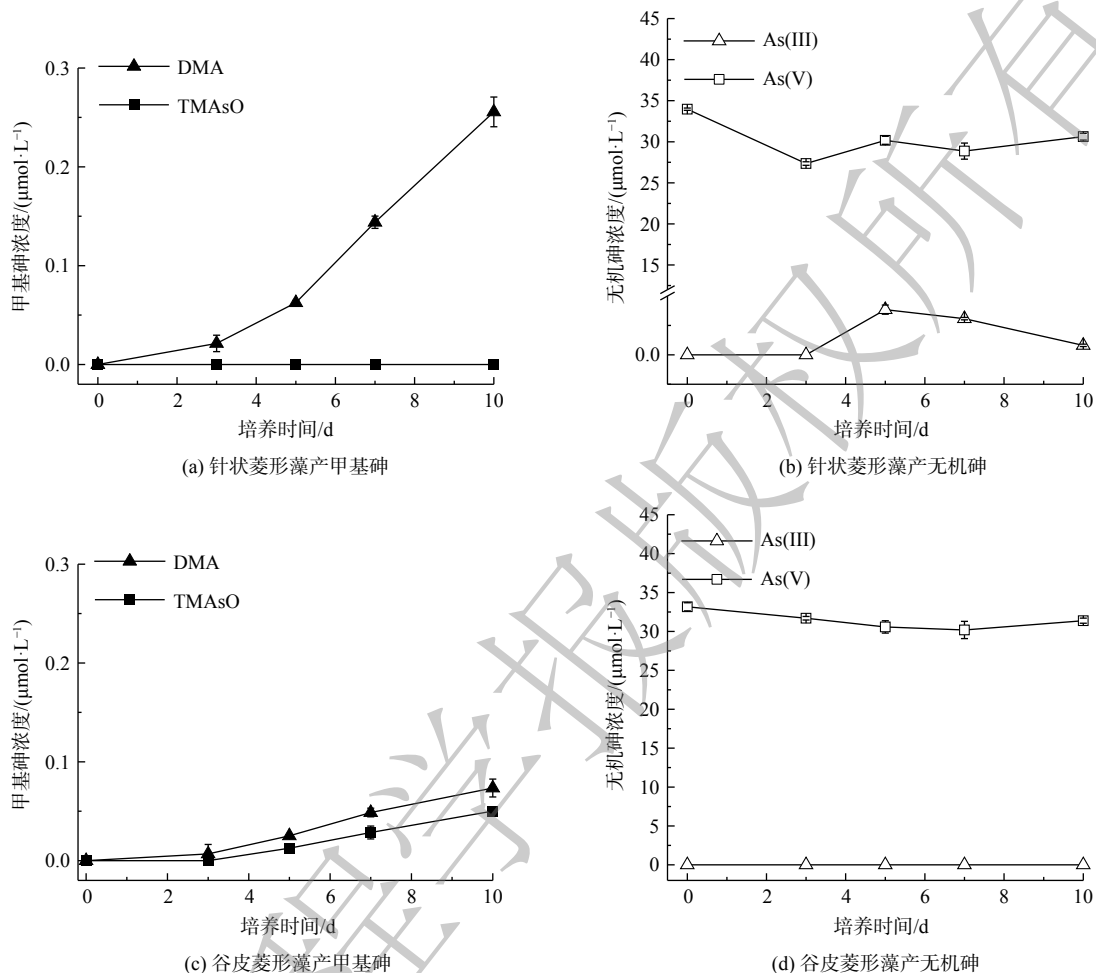 DMA
TMAsO
0.3
0.2
0.1
0.0
甲基砷浓度/(μmol·L⁻¹)
0 2 4 6 8 10
培养时间/d
(a) 针状菱形藻产甲基砷
As(III)
As(V)
45
40
35
30
25
20
15
0.0
无机砷浓度/(μmol·L⁻¹)
0 2 4 6 8 10
培养时间/d
(b) 针状菱形藻产无机砷
DMA
TMAsO
0.3
0.2
0.1
0.0
甲基砷浓度/(μmol·L⁻¹)
0 2 4 6 8 10
培养时间/d
(c) 谷皮菱形藻产甲基砷
As(III)
As(V)
45
40
35
30
25
20
15
10
5
0
无机砷浓度/(μmol·L⁻¹)
0 2 4 6 8 10
培养时间/d
(d) 谷皮菱形藻产无机砷
程学报版权所有